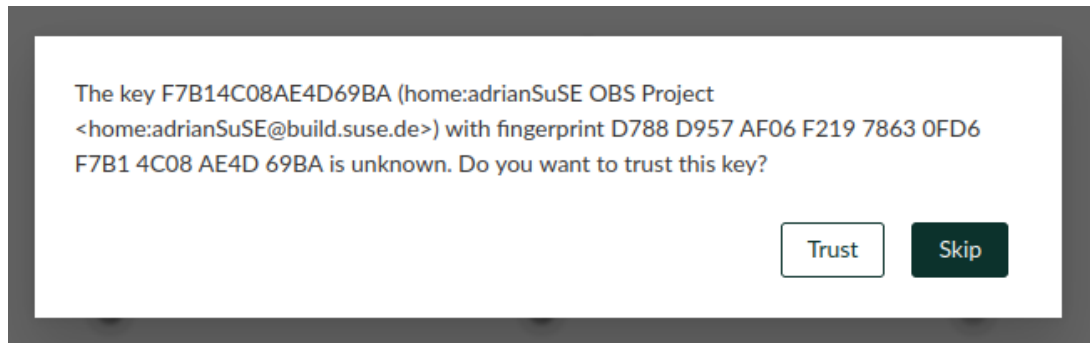 The key F7B14C08AE4D69BA (home:adrianSuSE OBS Project
<home:adrianSuSE@build.suse.de>) with fingerprint D788 D957 AF06 F219 7863 0FD6
F7B1 4C08 AE4D 69BA is unknown. Do you want to trust this key?
Trust
Skip